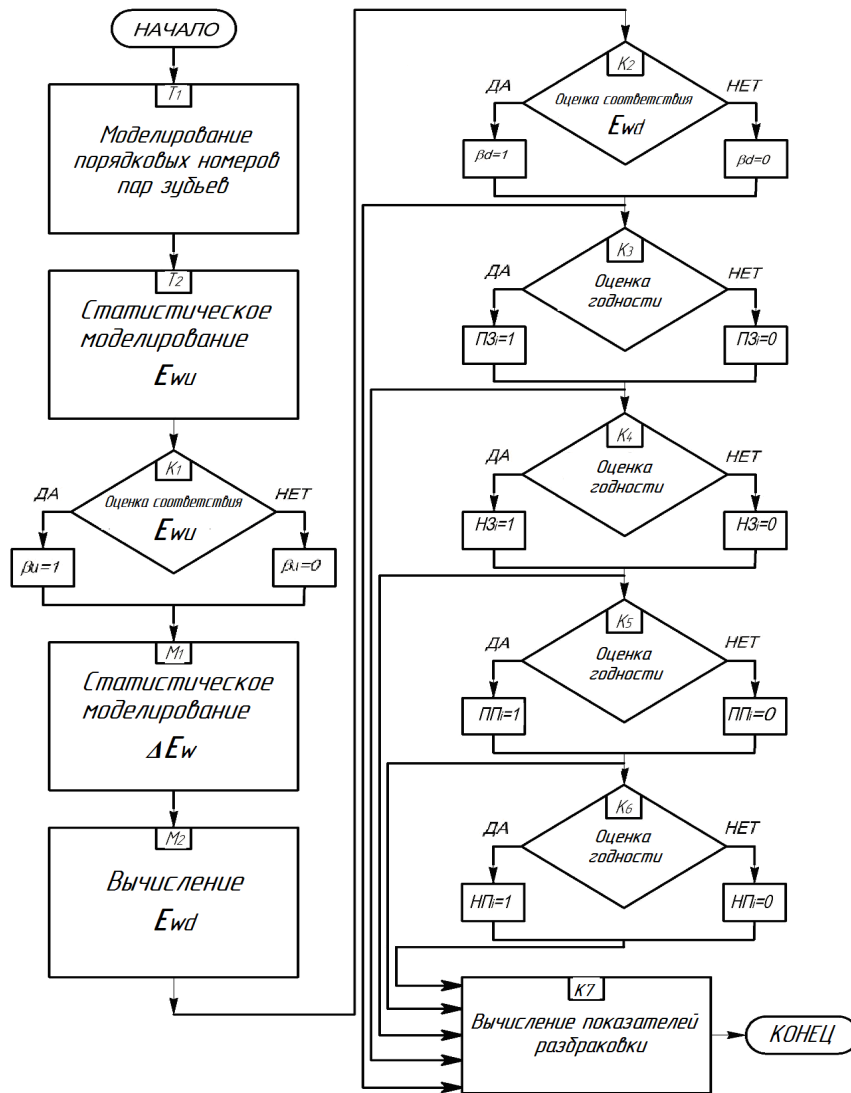 НАЧАЛО
T1
Моделирование
порядковых номеров
пар зубьев
T2
Статистическое
моделирование
Ewu
K1
ДА
НЕТ
Оценка соответствия
Ewu
βu=1
βu=0
M1
Статистическое
моделирование
ΔEw
M2
Вычисление
Ewd
K2
ДА
НЕТ
Оценка соответствия
Ewd
βd=1
βd=0
K3
ДА
НЕТ
Оценка
годности
ПЗi=1
ПЗi=0
K4
ДА
НЕТ
Оценка
годности
НЗi=1
НЗi=0
K5
ДА
НЕТ
Оценка
годности
ППi=1
ППi=0
K6
ДА
НЕТ
Оценка
годности
НПi=1
НПi=0
K7
Вычисление показателей
разбраковки
КОНЕЦ